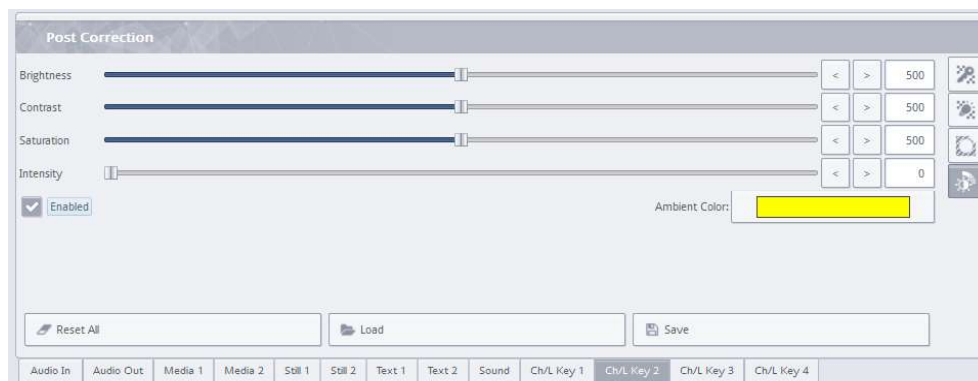 Post Correction
Brightness < > 500
Contrast < > 500
Saturation < > 500
Intensity < > 0
Enabled Ambient Color:
Reset All Load Save
Audio In Audio Out Media 1 Media 2 Still 1 Still 2 Text 1 Text 2 Sound Ch/L Key 1 Ch/L Key 2 Ch/L Key 3 Ch/L Key 4